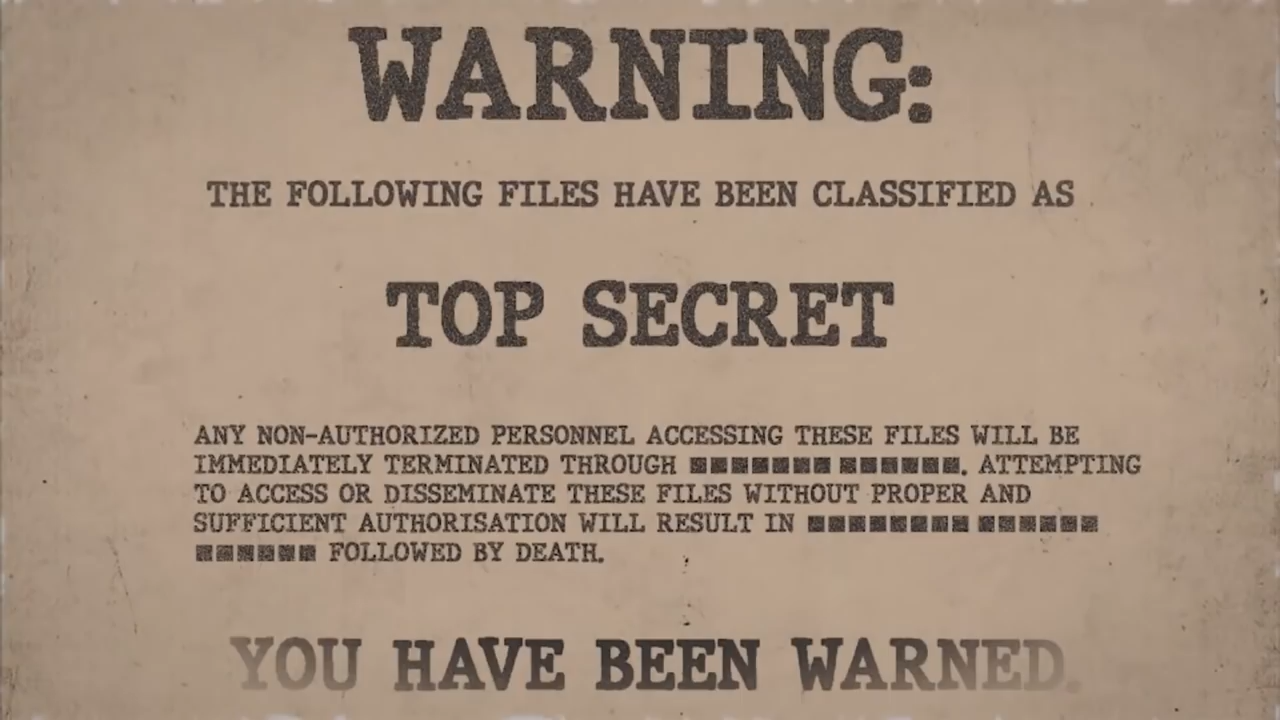 WARNING:
THE FOLLOWING FILES HAVE BEEN CLASSIFIED AS
TOP SECRET
ANY NON-AUTHORIZED PERSONNEL ACCESSING THESE FILES WILL BE
IMMEDIATELY TERMINATED THROUGH ■■■■■■■ ■■■■■■. ATTEMPTING
TO ACCESS OR DISSEMINATE THESE FILES WITHOUT PROPER AND
SUFFICIENT AUTHORISATION WILL RESULT IN ■■■■■■■■ ■■■■■■
■■■■■■ FOLLOWED BY DEATH.
YOU HAVE BEEN WARNED.